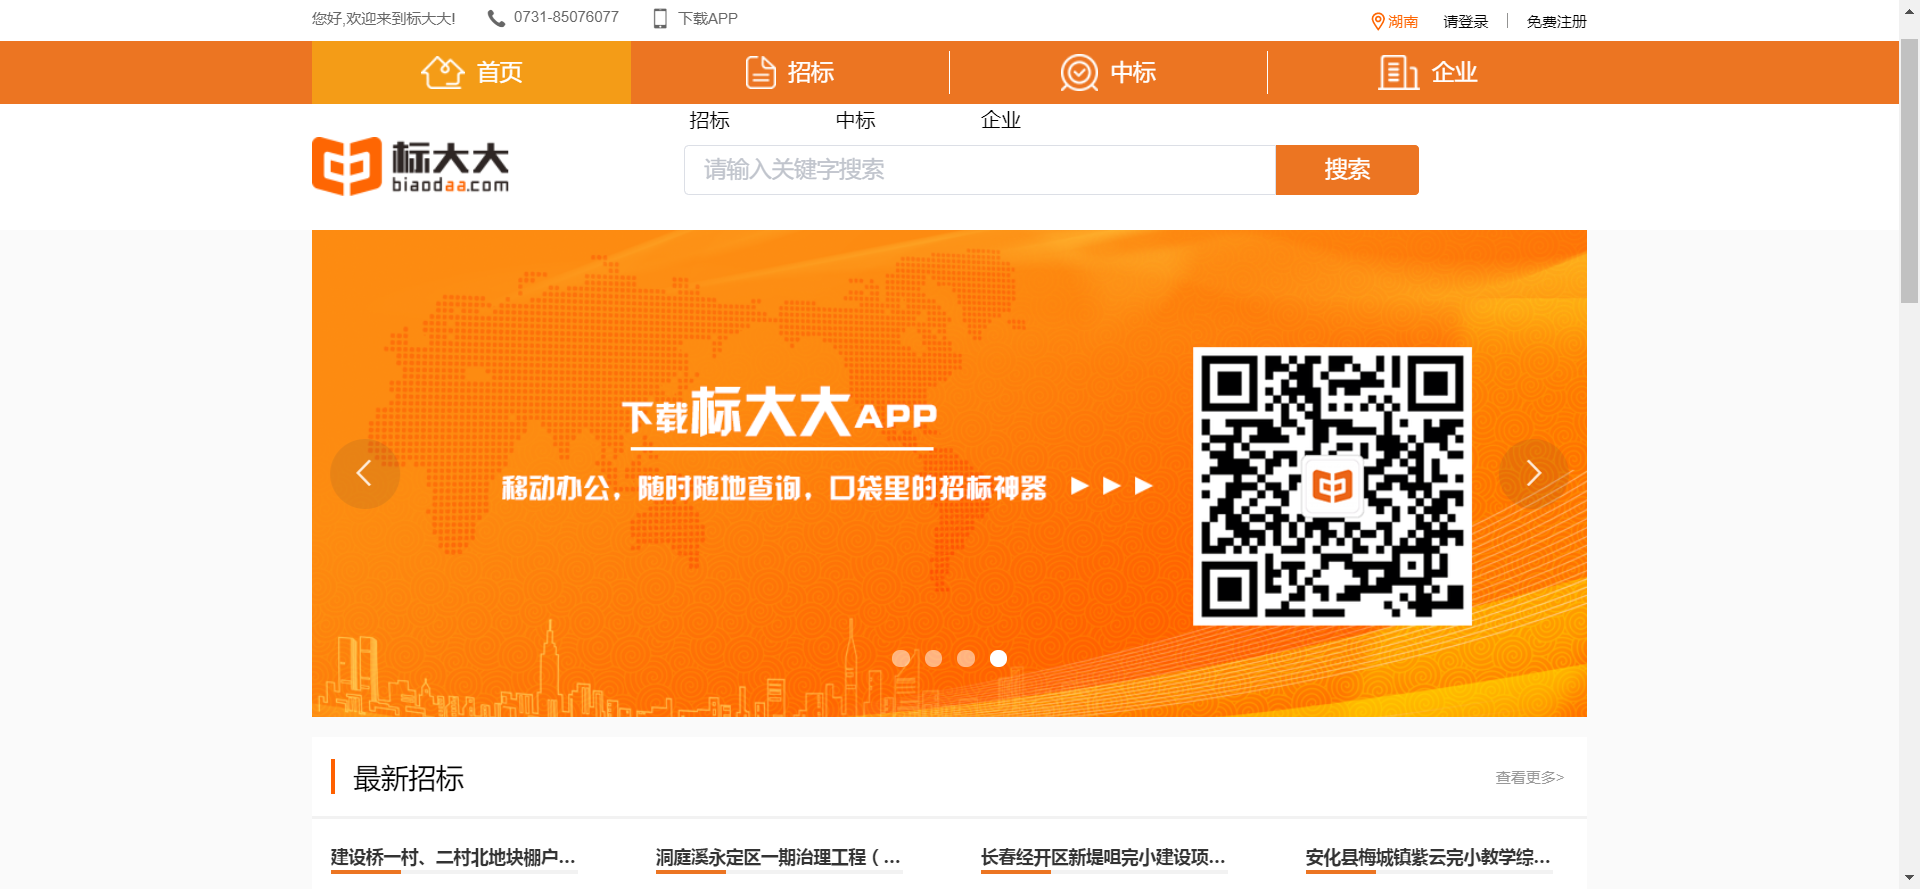 您好,欢迎来到标大大! 0731-85076077 下载APP 湖南 请登录 免费注册
首页 招标 中标 企业
招标 中标 企业
标大大
biaodaa.com
请输入关键字搜索 搜索
下载标大大APP
移动办公，随时随地查询，口袋里的招标神器
最新招标 查看更多>
建设桥一村、二村北地块棚户... 洞庭溪永定区一期治理工程（... 长春经开区新堤咀完小建设项... 安化县梅城镇紫云完小教学综...